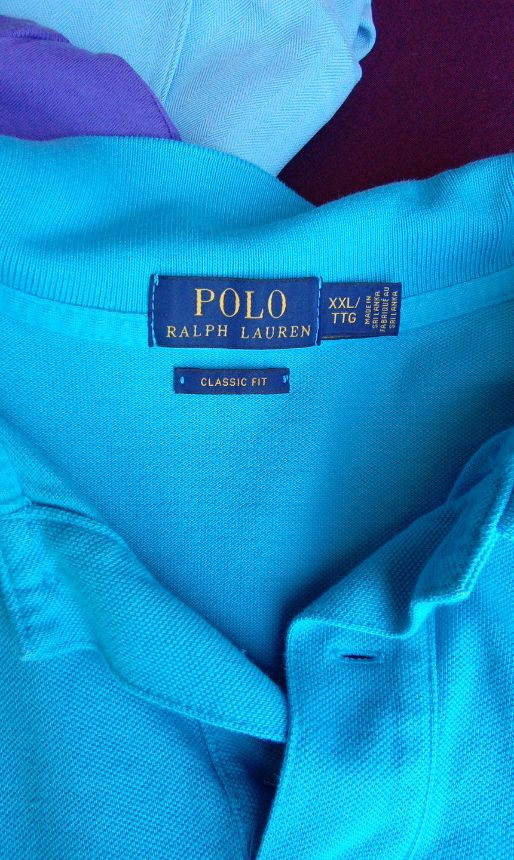 POLO
RALPH LAUREN
XXL/
TTG
MADE IN
SRI LANKA
FABRIQUÉ AU
SRI LANKA
CLASSIC FIT